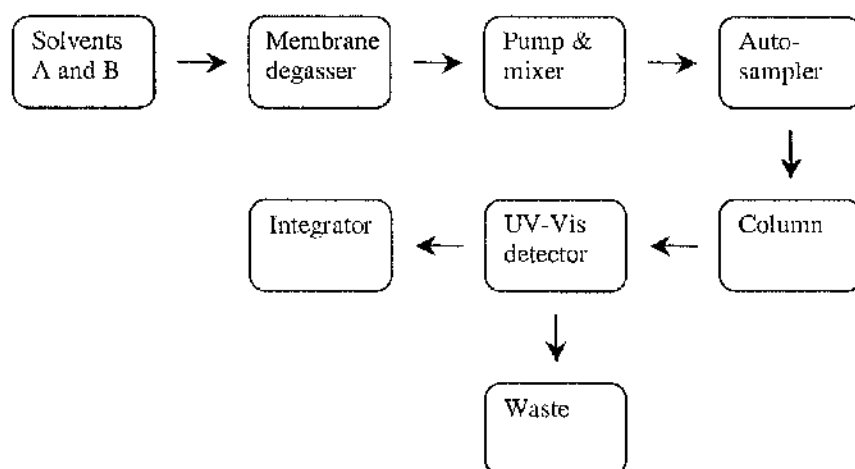 Solvents
A and B
Membrane
degasser
Pump &
mixer
Auto-
sampler
Column
UV-Vis
detector
Integrator
Waste